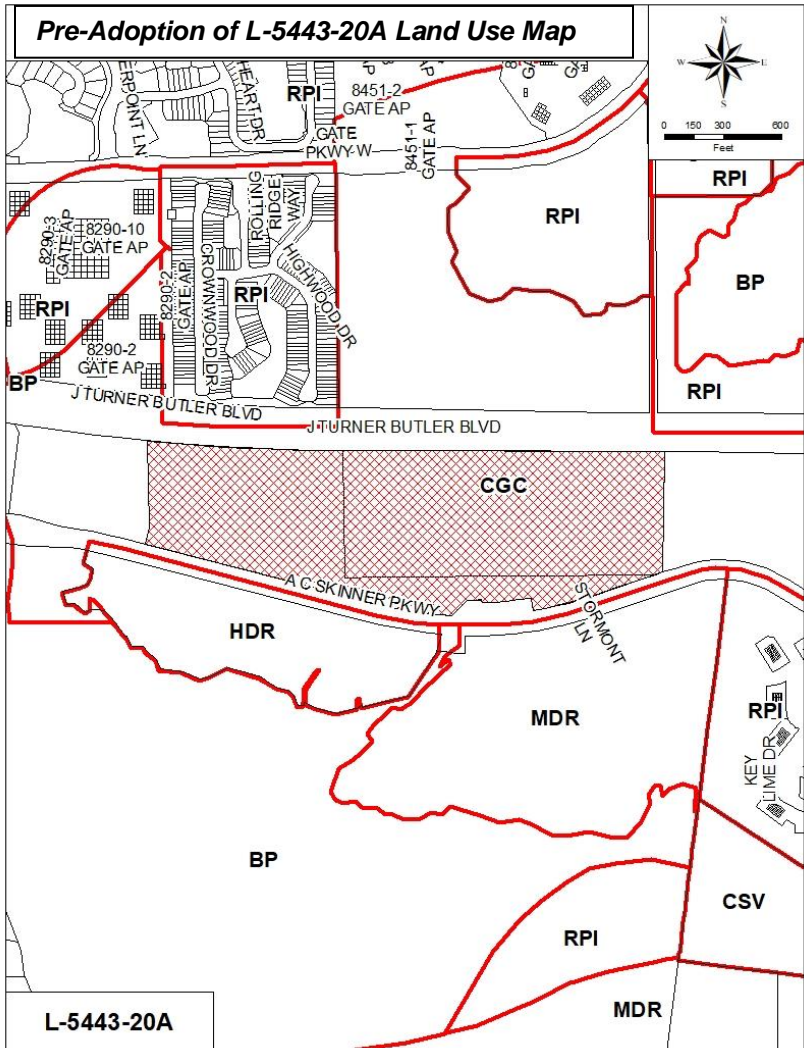 Pre-Adoption of L-5443-20A Land Use Map
N
W
E
S
0 150 300 600
Feet
ERPOINT LN
HEART DR
RPI
8451-2
GATE AP
GATE
PKWY W
8451-1
GATE AP
RPI
RPI
BP
RPI
8290-3
GATE AP
8290-10
GATE AP
8290-2
GATE AP
CROWNWOOD DR
ROLLING
RIDGE
WAY
HIGHWOOD DR
RPI
RPI
8290-2
GATE AP
BP
J TURNER BUTLER BLVD
J TURNER BUTLER BLVD
CGC
A C SKINNER PKWY
STORMONT
LN
HDR
MDR
RPI
KEY
LIME DR
BP
CSV
RPI
MDR
L-5443-20A